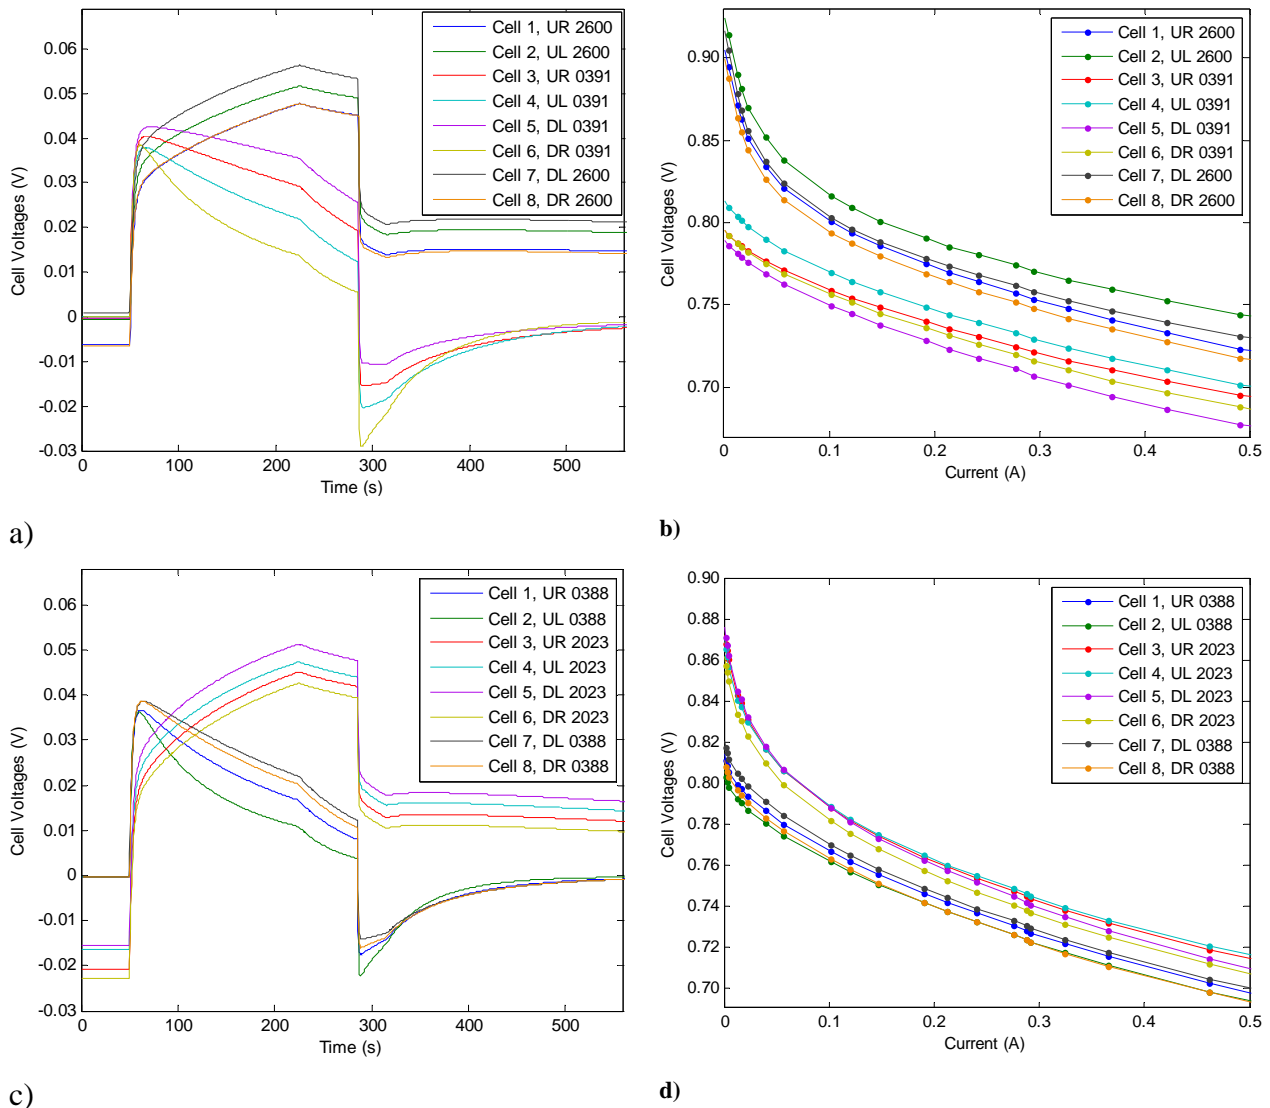 0.06
0.05
0.04
0.03
0.02
0.01
0
-0.01
-0.02
-0.03
Cell Voltages (V)
0 100 200 300 400 500
Time (s)
Cell 1, UR 2600
Cell 2, UL 2600
Cell 3, UR 0391
Cell 4, UL 0391
Cell 5, DL 0391
Cell 6, DR 0391
Cell 7, DL 2600
Cell 8, DR 2600
a)
0.90
0.85
0.80
0.75
0.70
Cell Voltages (V)
0 0.1 0.2 0.3 0.4 0.5
Current (A)
Cell 1, UR 2600
Cell 2, UL 2600
Cell 3, UR 0391
Cell 4, UL 0391
Cell 5, DL 0391
Cell 6, DR 0391
Cell 7, DL 2600
Cell 8, DR 2600
b)
0.06
0.05
0.04
0.03
0.02
0.01
0
-0.01
-0.02
-0.03
Cell Voltages (V)
0 100 200 300 400 500
Time (s)
Cell 1, UR 0388
Cell 2, UL 0388
Cell 3, UR 2023
Cell 4, UL 2023
Cell 5, DL 2023
Cell 6, DR 2023
Cell 7, DL 0388
Cell 8, DR 0388
c)
0.90
0.88
0.86
0.84
0.82
0.80
0.78
0.76
0.74
0.72
0.70
Cell Voltages (V)
0 0.1 0.2 0.3 0.4 0.5
Current (A)
Cell 1, UR 0388
Cell 2, UL 0388
Cell 3, UR 2023
Cell 4, UL 2023
Cell 5, DL 2023
Cell 6, DR 2023
Cell 7, DL 0388
Cell 8, DR 0388
d)